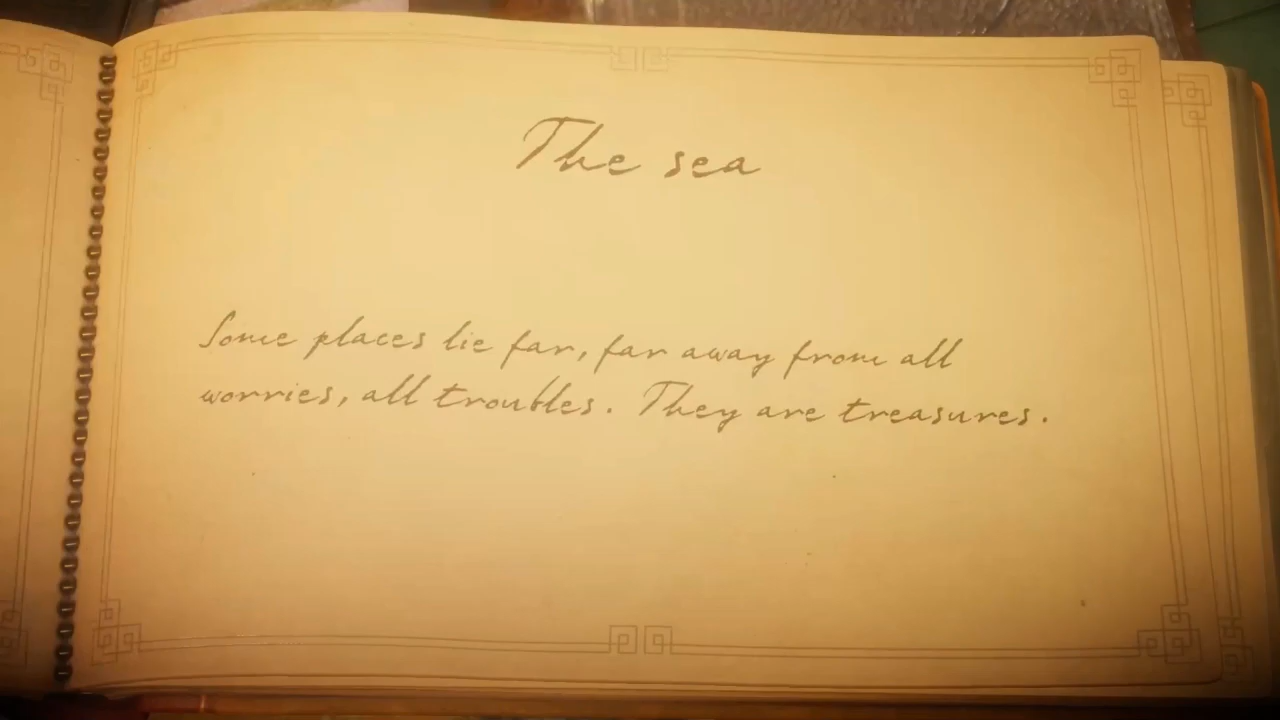 The sea
Some places lie far, far away from all
worries, all troubles. They are treasures.